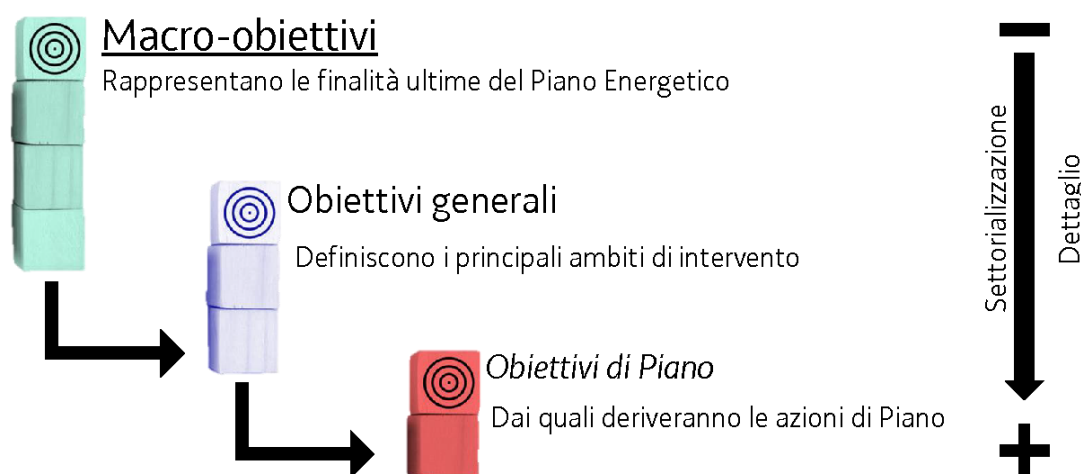 Macro-obiettivi
Rappresentano le finalità ultime del Piano Energetico
Obiettivi generali
Definiscono i principali ambiti di intervento
Obiettivi di Piano
Dai quali deriveranno le azioni di Piano
Settorializzazione
Dettaglio